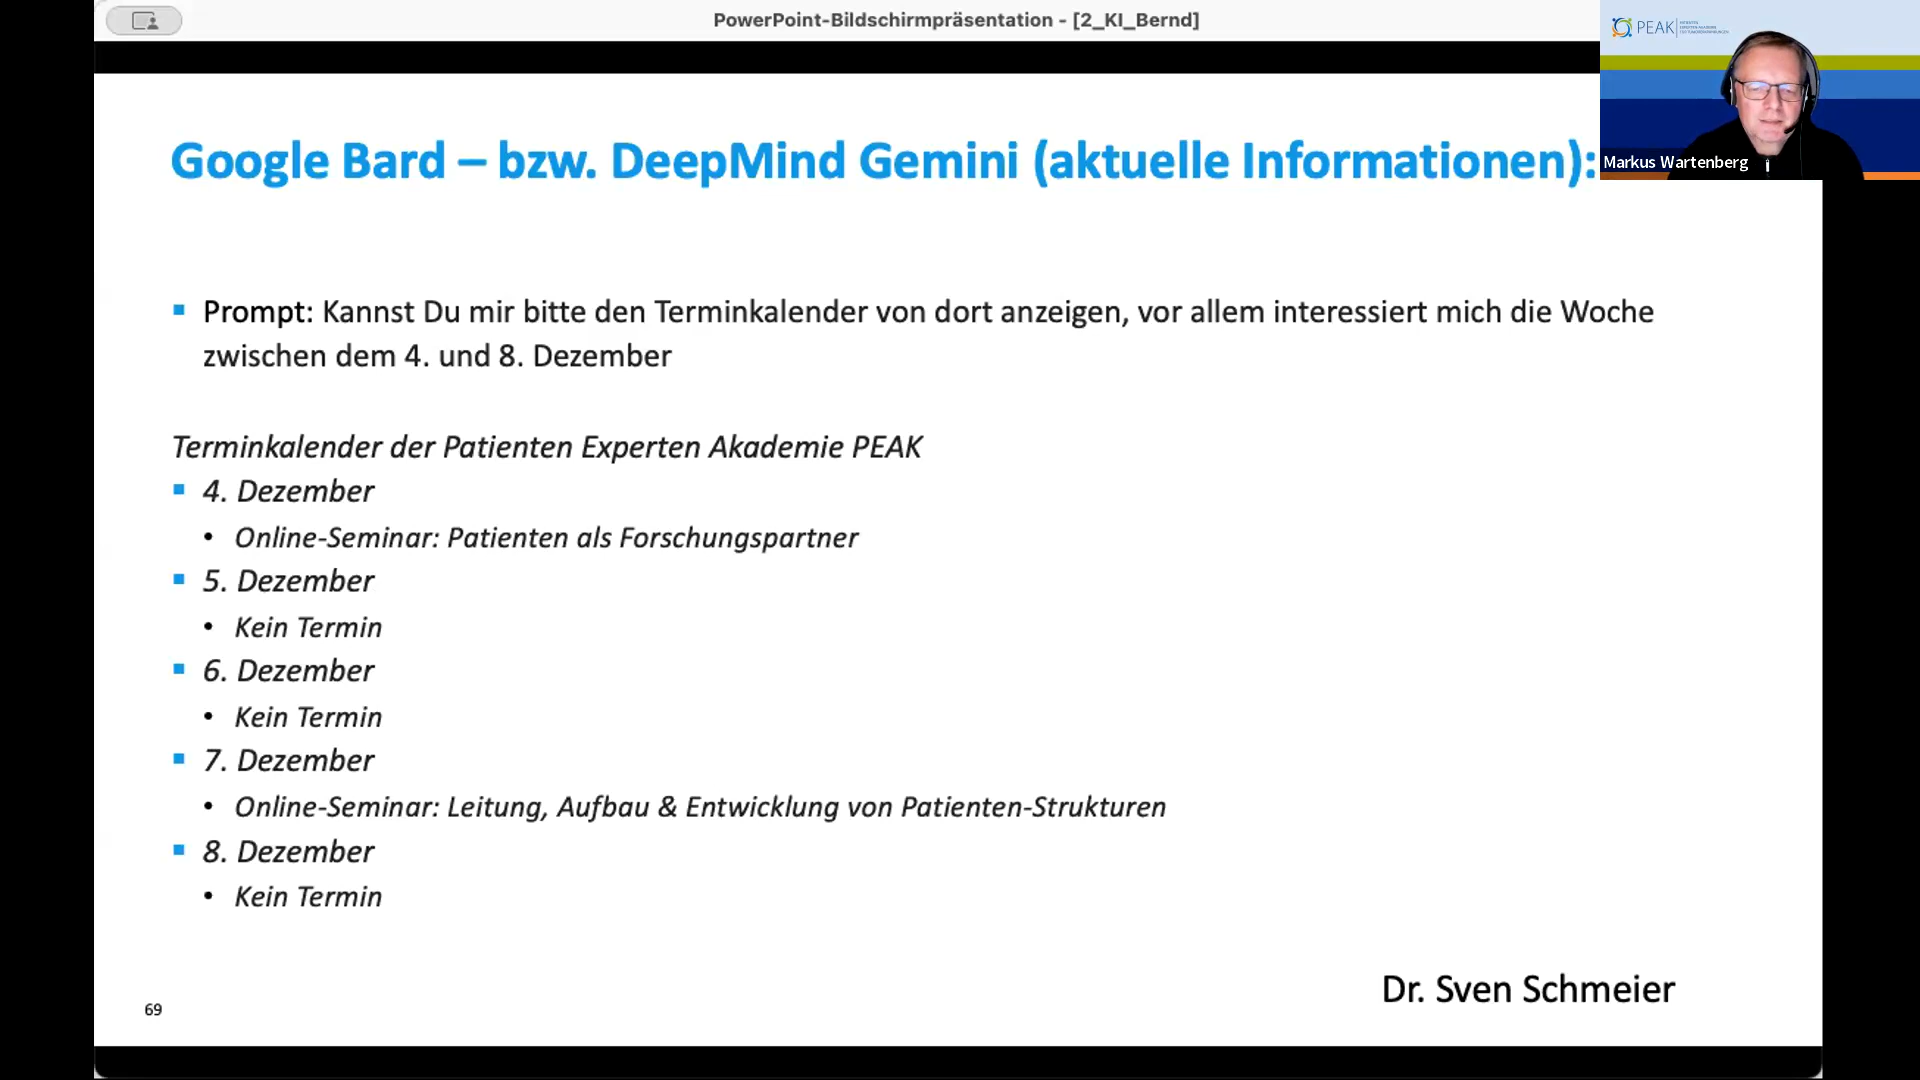 PowerPoint-Bildschirmpräsentation - [2_KI_Bernd]
PEAK
Markus Wartenberg
Google Bard – bzw. DeepMind Gemini (aktuelle Informationen):
Prompt: Kannst Du mir bitte den Terminkalender von dort anzeigen, vor allem interessiert mich die Woche
zwischen dem 4. und 8. Dezember
Terminkalender der Patienten Experten Akademie PEAK
4. Dezember
Online-Seminar: Patienten als Forschungspartner
5. Dezember
Kein Termin
6. Dezember
Kein Termin
7. Dezember
Online-Seminar: Leitung, Aufbau & Entwicklung von Patienten-Strukturen
8. Dezember
Kein Termin
Dr. Sven Schmeier
69